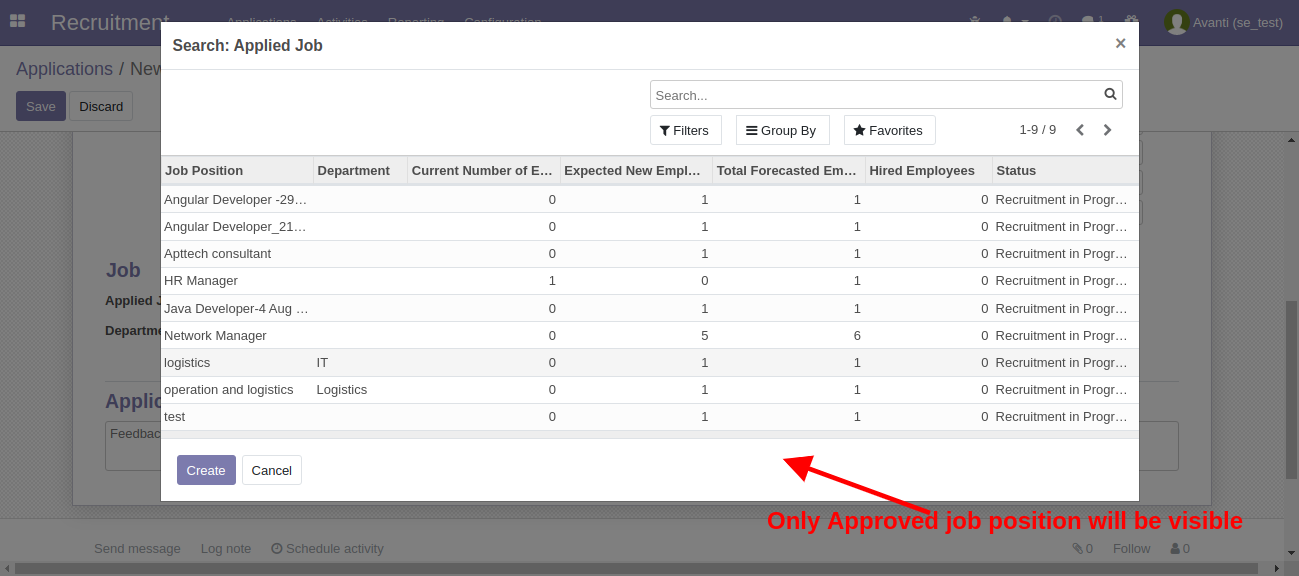 Recruitment Applications Activities Reporting Configuration 1 Avanti (se_test)
Applications / New
Save Discard
Search: Applied Job ×
Search...
Filters Group By Favorites 1-9 / 9
Job Position Department Current Number of E... Expected New Empl... Total Forecasted Em... Hired Employees Status
Angular Developer -29... 0 1 1 0 Recruitment in Progr...
Angular Developer_21... 0 1 1 0 Recruitment in Progr...
Apttech consultant 0 1 1 0 Recruitment in Progr...
HR Manager 1 0 1 0 Recruitment in Progr...
Java Developer-4 Aug ... 0 1 1 0 Recruitment in Progr...
Network Manager 0 5 6 0 Recruitment in Progr...
logistics IT 0 1 1 0 Recruitment in Progr...
operation and logistics Logistics 0 1 1 0 Recruitment in Progr...
test 0 1 1 0 Recruitment in Progr...
Create Cancel
Job
Applied J
Departme
Applic
Feedbac
Only Approved job position will be visible
Send message Log note Schedule activity 0 Follow 0